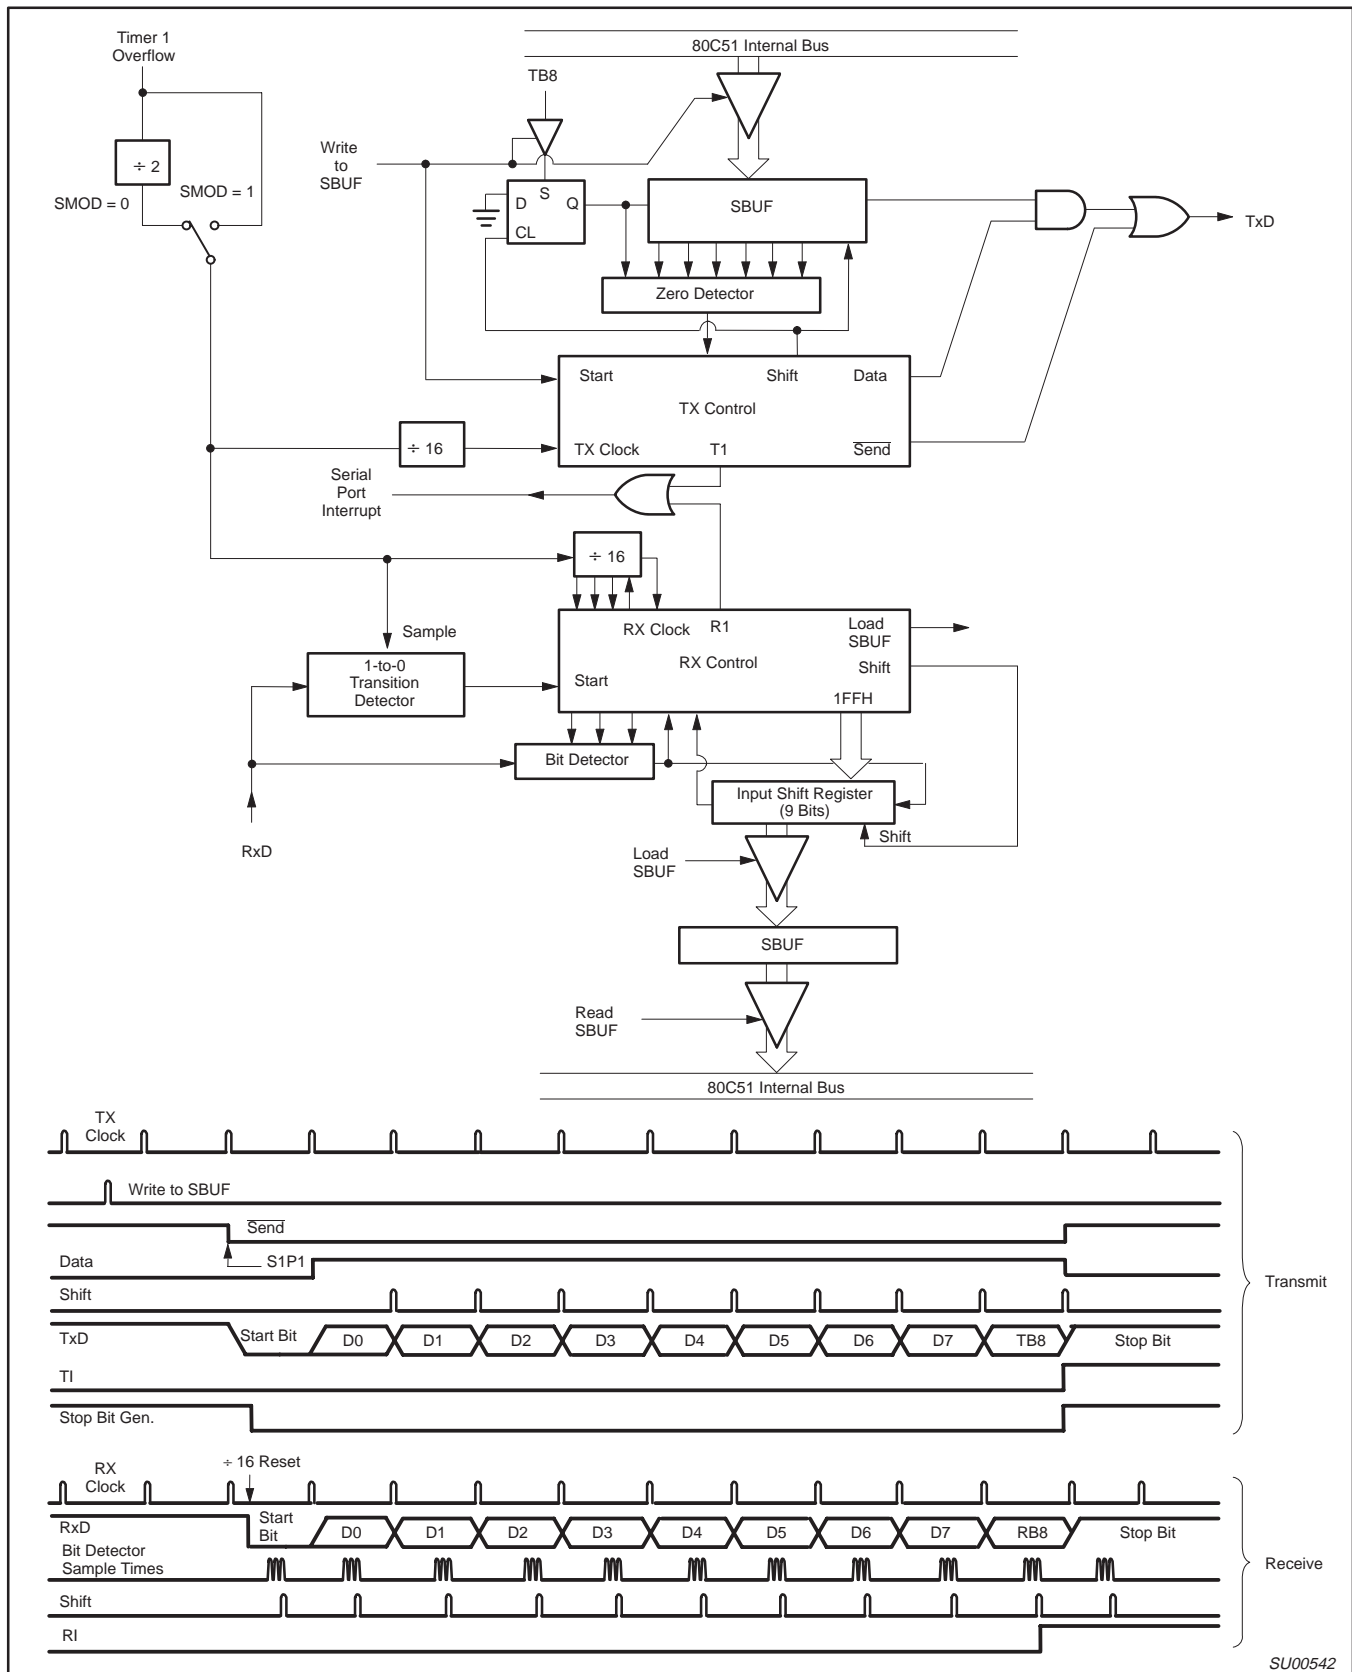 Timer 1
Overflow
80C51 Internal Bus
TB8
÷ 2
Write
to
SBUF
SMOD = 1
SMOD = 0
S
D
Q
CL
SBUF
TxD
Zero Detector
Start
Shift
Data
TX Control
÷ 16
TX Clock
T1
Send
Serial
Port
Interrupt
÷ 16
Sample
RX Clock
R1
Load
SBUF
RX Control
Shift
1-to-0
Transition
Detector
Start
1FFH
Bit Detector
Input Shift Register
(9 Bits)
Shift
RxD
Load
SBUF
SBUF
Read
SBUF
80C51 Internal Bus
TX
Clock
Write to SBUF
Send
Data
S1P1
Shift
Transmit
TxD
Start Bit
D0
D1
D2
D3
D4
D5
D6
D7
TB8
Stop Bit
TI
Stop Bit Gen.
RX
Clock
÷ 16 Reset
RxD
Start
Bit
D0
D1
D2
D3
D4
D5
D6
D7
RB8
Stop Bit
Bit Detector
Sample Times
Receive
Shift
RI
SU00542